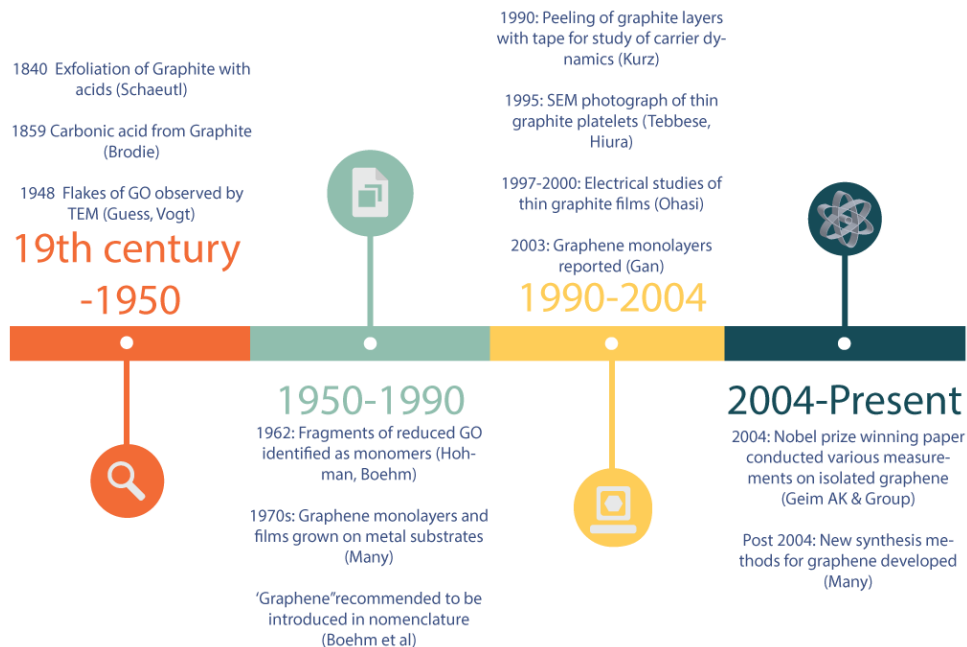 1840  Exfoliation of Graphite with
acids (Schaeutl)
1859 Carbonic acid from Graphite
(Brodie)
1948  Flakes of GO observed by
TEM (Guess, Vogt)
19th century
-1950
1950-1990
1962: Fragments of reduced GO
identified as monomers (Hoh-
man, Boehm)
1970s: Graphene monolayers and
films grown on metal substrates
(Many)
‘Graphene”recommended to be
introduced in nomenclature
(Boehm et al)
1990: Peeling of graphite layers
with tape for study of carrier dy-
namics (Kurz)
1995: SEM photograph of thin
graphite platelets (Tebbese,
Hiura)
1997-2000: Electrical studies of
thin graphite films (Ohasi)
2003: Graphene monolayers
reported (Gan)
1990-2004
2004-Present
2004: Nobel prize winning paper
conducted various measure-
ments on isolated graphene
(Geim AK & Group)
Post 2004: New synthesis me-
thods for graphene developed
(Many)